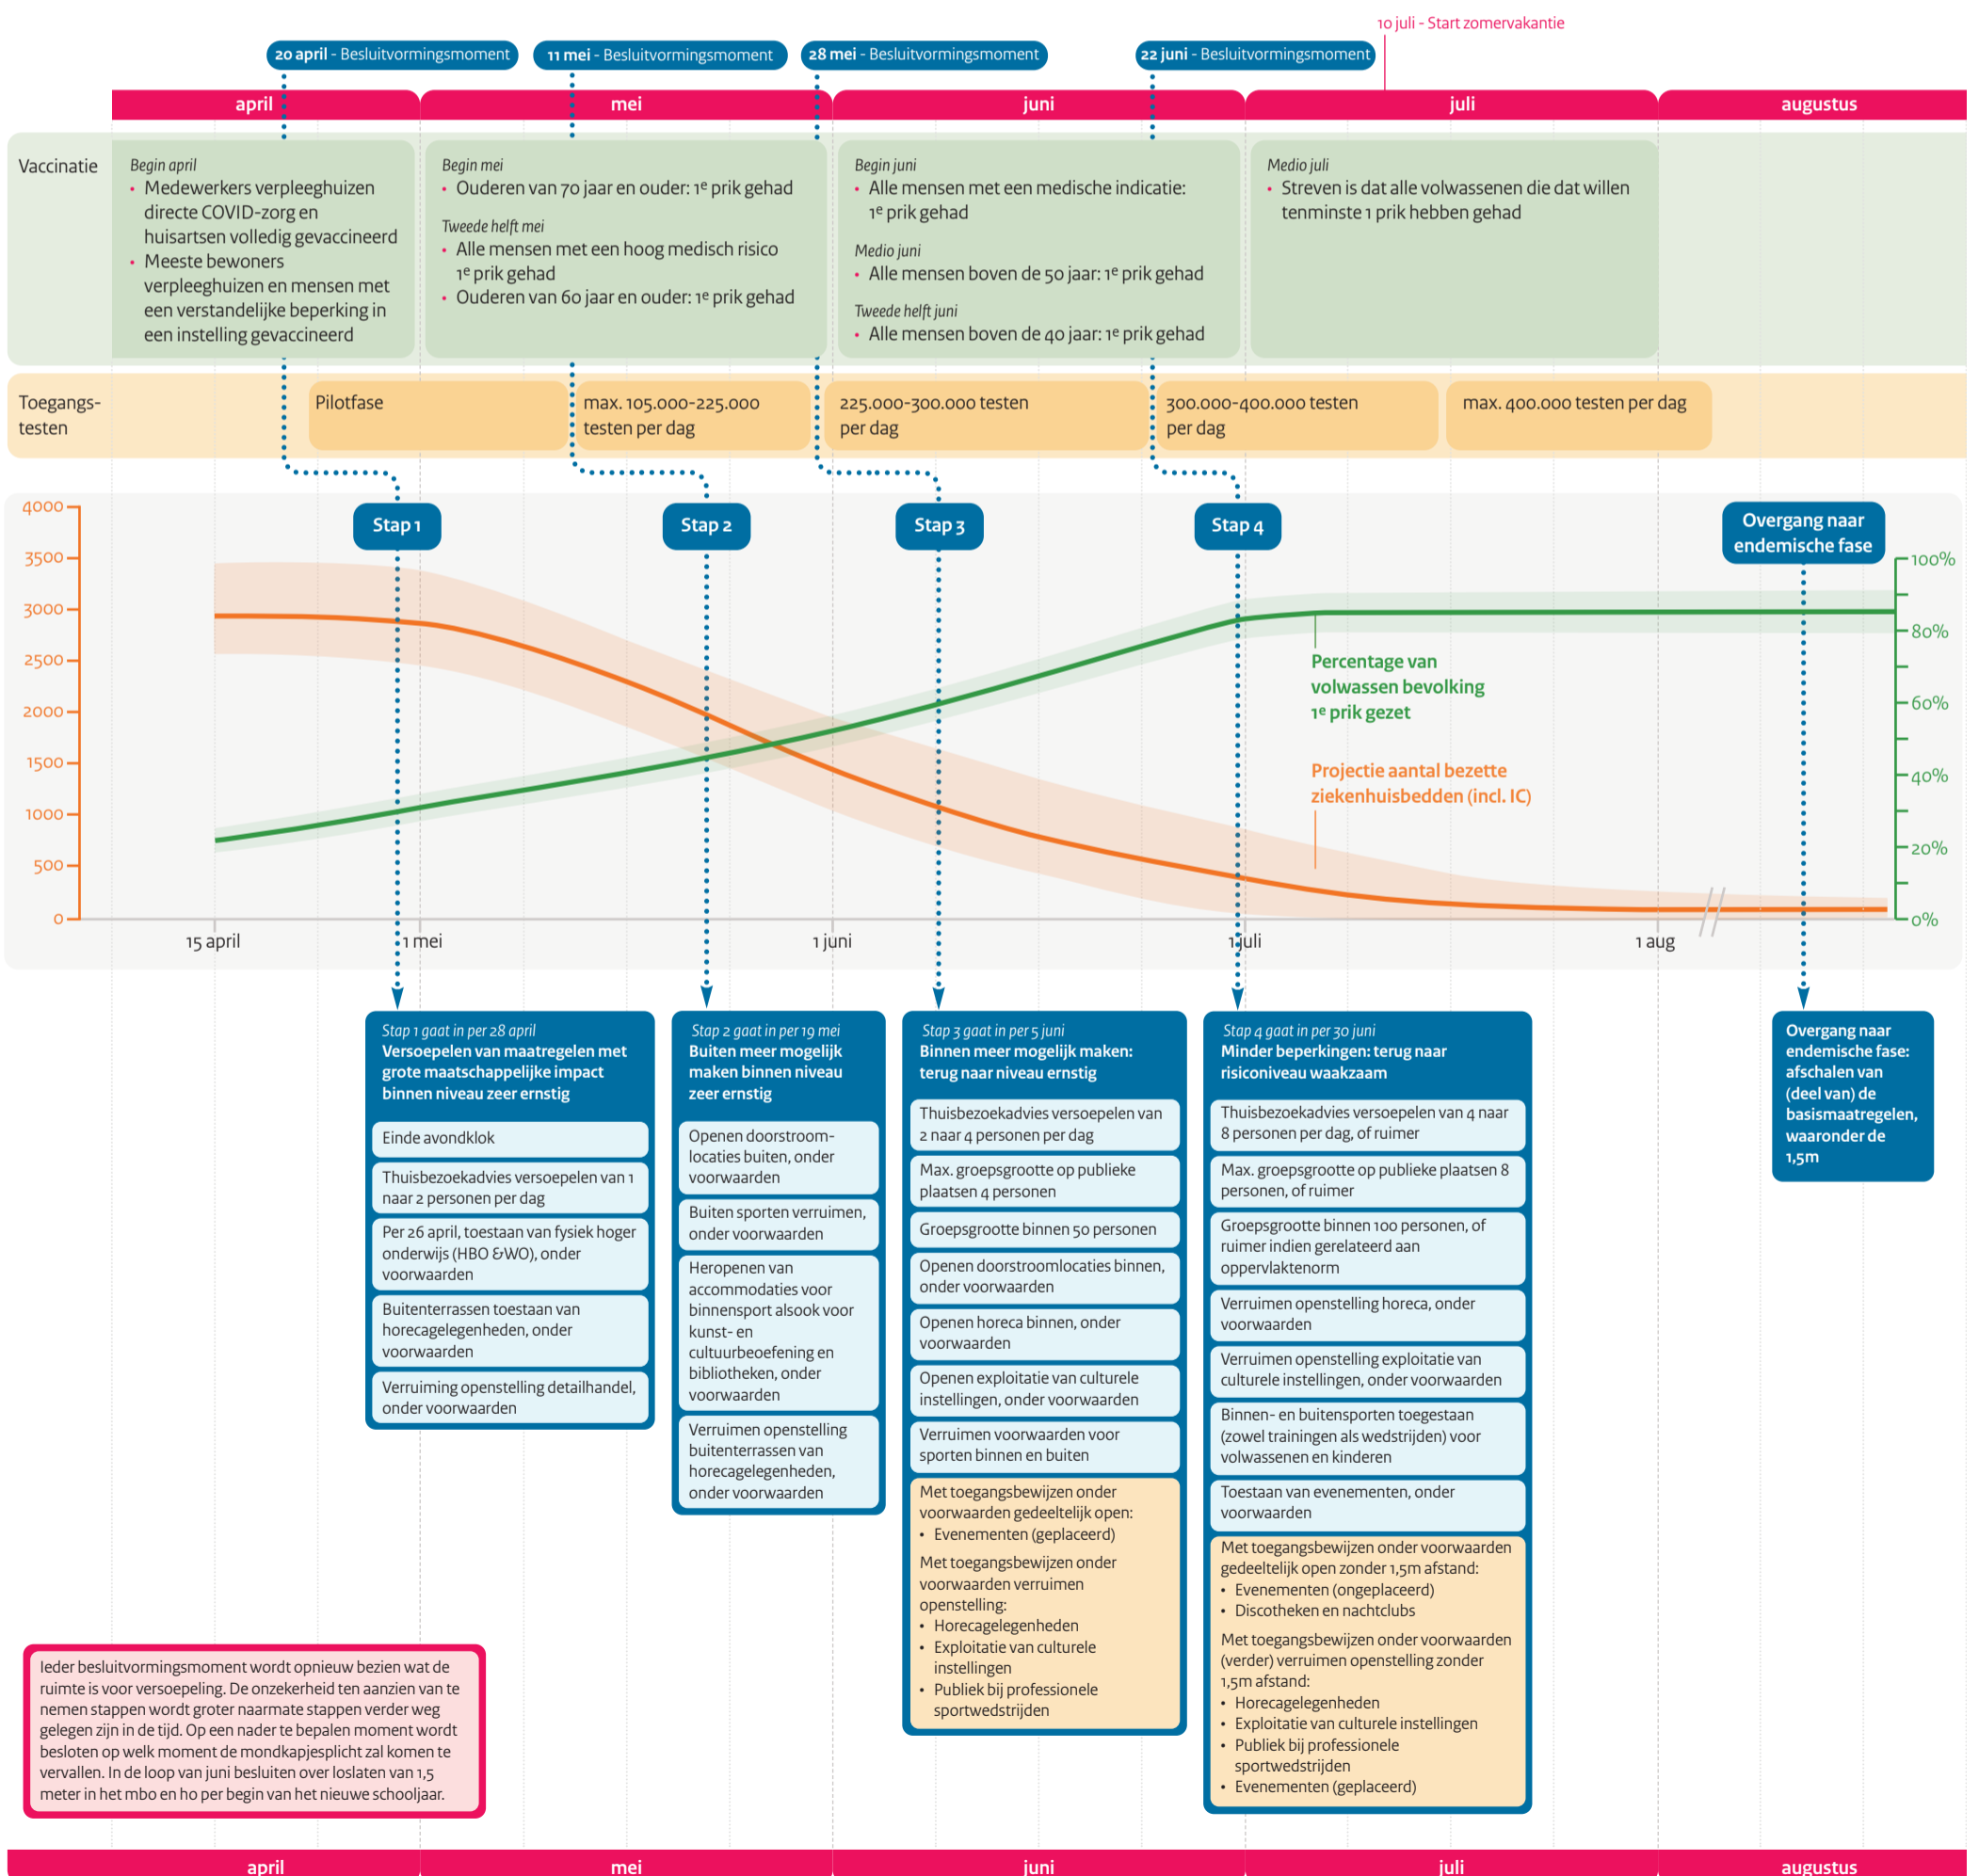 10 juli - Start zomervakantie
20 april - Besluitvormingsmoment
11 mei - Besluitvormingsmoment
28 mei - Besluitvormingsmoment
22 juni - Besluitvormingsmoment
april
mei
juni
juli
augustus
Vaccinatie
Begin april
• Medewerkers verpleeghuizen
directe COVID-zorg en
huisartsen volledig gevaccineerd
• Meeste bewoners
verpleeghuizen en mensen met
een verstandelijke beperking in
een instelling gevaccineerd
Begin mei
• Ouderen van 70 jaar en ouder: 1e prik gehad
Tweede helft mei
• Alle mensen met een hoog medisch risico
1e prik gehad
• Ouderen van 60 jaar en ouder: 1e prik gehad
Begin juni
• Alle mensen met een medische indicatie:
1e prik gehad
Medio juni
• Alle mensen boven de 50 jaar: 1e prik gehad
Tweede helft juni
• Alle mensen boven de 40 jaar: 1e prik gehad
Medio juli
• Streven is dat alle volwassenen die dat willen
tenminste 1 prik hebben gehad
Toegangs-
testen
Pilotfase
max. 105.000-225.000
testen per dag
225.000-300.000 testen
per dag
300.000-400.000 testen
per dag
max. 400.000 testen per dag
Stap 1
Stap 2
Stap 3
Stap 4
Overgang naar
endemische fase
4000
3500
3000
2500
2000
1500
1000
500
0
100%
80%
60%
40%
20%
0%
Percentage van
volwassen bevolking
1e prik gezet
Projectie aantal bezette
ziekenhuisbedden (incl. IC)
15 april
1 mei
1 juni
1 juli
1 aug
Stap 1 gaat in per 28 april
Versoepelen van maatregelen met
grote maatschappelijke impact
binnen niveau zeer ernstig
Einde avondklok
Thuisbezoekadvies versoepelen van 1
naar 2 personen per dag
Per 26 april, toestaan van fysiek hoger
onderwijs (HBO &WO), onder
voorwaarden
Buitenterrassen toestaan van
horecagelegenheden, onder
voorwaarden
Verruiming openstelling detailhandel,
onder voorwaarden
Stap 2 gaat in per 19 mei
Buiten meer mogelijk
maken binnen niveau
zeer ernstig
Openen doorstroom-
locaties buiten, onder
voorwaarden
Buiten sporten verruimen,
onder voorwaarden
Heropenen van
accommodaties voor
binnensport alsook voor
kunst- en
cultuurbeoefening en
bibliotheken, onder
voorwaarden
Verruimen openstelling
buitenterrassen van
horecagelegenheden,
onder voorwaarden
Stap 3 gaat in per 5 juni
Binnen meer mogelijk maken:
terug naar niveau ernstig
Thuisbezoekadvies versoepelen van
2 naar 4 personen per dag
Max. groepsgrootte op publieke
plaatsen 4 personen
Groepsgrootte binnen 50 personen
Openen doorstroomlocaties binnen,
onder voorwaarden
Openen horeca binnen, onder
voorwaarden
Openen exploitatie van culturele
instellingen, onder voorwaarden
Verruimen voorwaarden voor
sporten binnen en buiten
Met toegangsbewijzen onder
voorwaarden gedeeltelijk open:
• Evenementen (geplaceerd)
Met toegangsbewijzen onder
voorwaarden verruimen
openstelling:
• Horecagelegenheden
• Exploitatie van culturele
instellingen
• Publiek bij professionele
sportwedstrijden
Stap 4 gaat in per 30 juni
Minder beperkingen: terug naar
risiconiveau waakzaam
Thuisbezoekadvies versoepelen van 4 naar
8 personen per dag, of ruimer
Max. groepsgrootte op publieke plaatsen 8
personen, of ruimer
Groepsgrootte binnen 100 personen, of
ruimer indien gerelateerd aan
oppervlaktenorm
Verruimen openstelling horeca, onder
voorwaarden
Verruimen openstelling exploitatie van
culturele instellingen, onder voorwaarden
Binnen- en buitensporten toegestaan
(zowel trainingen als wedstrijden) voor
volwassenen en kinderen
Toestaan van evenementen, onder
voorwaarden
Met toegangsbewijzen onder voorwaarden
gedeeltelijk open zonder 1,5m afstand:
• Evenementen (ongeplaceerd)
• Discotheken en nachtclubs
Met toegangsbewijzen onder voorwaarden
(verder) verruimen openstelling zonder
1,5m afstand:
• Horecagelegenheden
• Exploitatie van culturele instellingen
• Publiek bij professionele
sportwedstrijden
• Evenementen (geplaceerd)
Overgang naar
endemische fase:
afschalen van
(deel van) de
basismaatregelen,
waaronder de
1,5m
Ieder besluitvormingsmoment wordt opnieuw bezien wat de
ruimte is voor versoepeling. De onzekerheid ten aanzien van te
nemen stappen wordt groter naarmate stappen verder weg
gelegen zijn in de tijd. Op een nader te bepalen moment wordt
besloten op welk moment de mondkapjesplicht zal komen te
vervallen. In de loop van juni besluiten over loslaten van 1,5
meter in het mbo en ho per begin van het nieuwe schooljaar.
april
mei
juni
juli
augustus